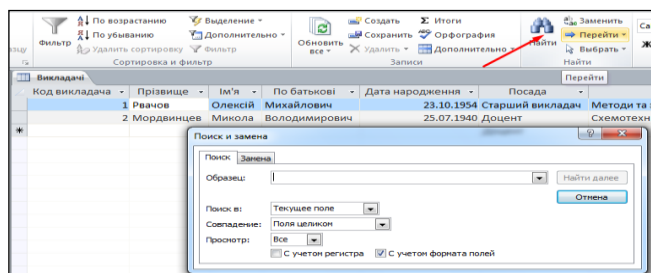 По возрастанию Выделение Создать Σ Итоги Заменить Са
Фильтр По убыванию Дополнительно Обновить все Сохранить Орфография Найти Перейти
Удалить сортировку Фильтр Удалить Дополнительно Выбрать Ж
Сортировка и фильтр Записи Найти
Викладачі Перейти
Код викладача Прізвище Ім'я По батькові Дата народження Посада
1 Рвачов Олексій Михайлович 23.10.1954 Старший викладач Методи та
2 Мордвинцев Микола Володимирович 25.07.1940 Доцент Схемотехн
Поиск и замена
Поиск Замена
Образец: Найти далее
Отмена
Поиск в: Текущее поле
Совпадение: Поля целиком
Просмотр: Все
С учетом регистра С учетом формата полей